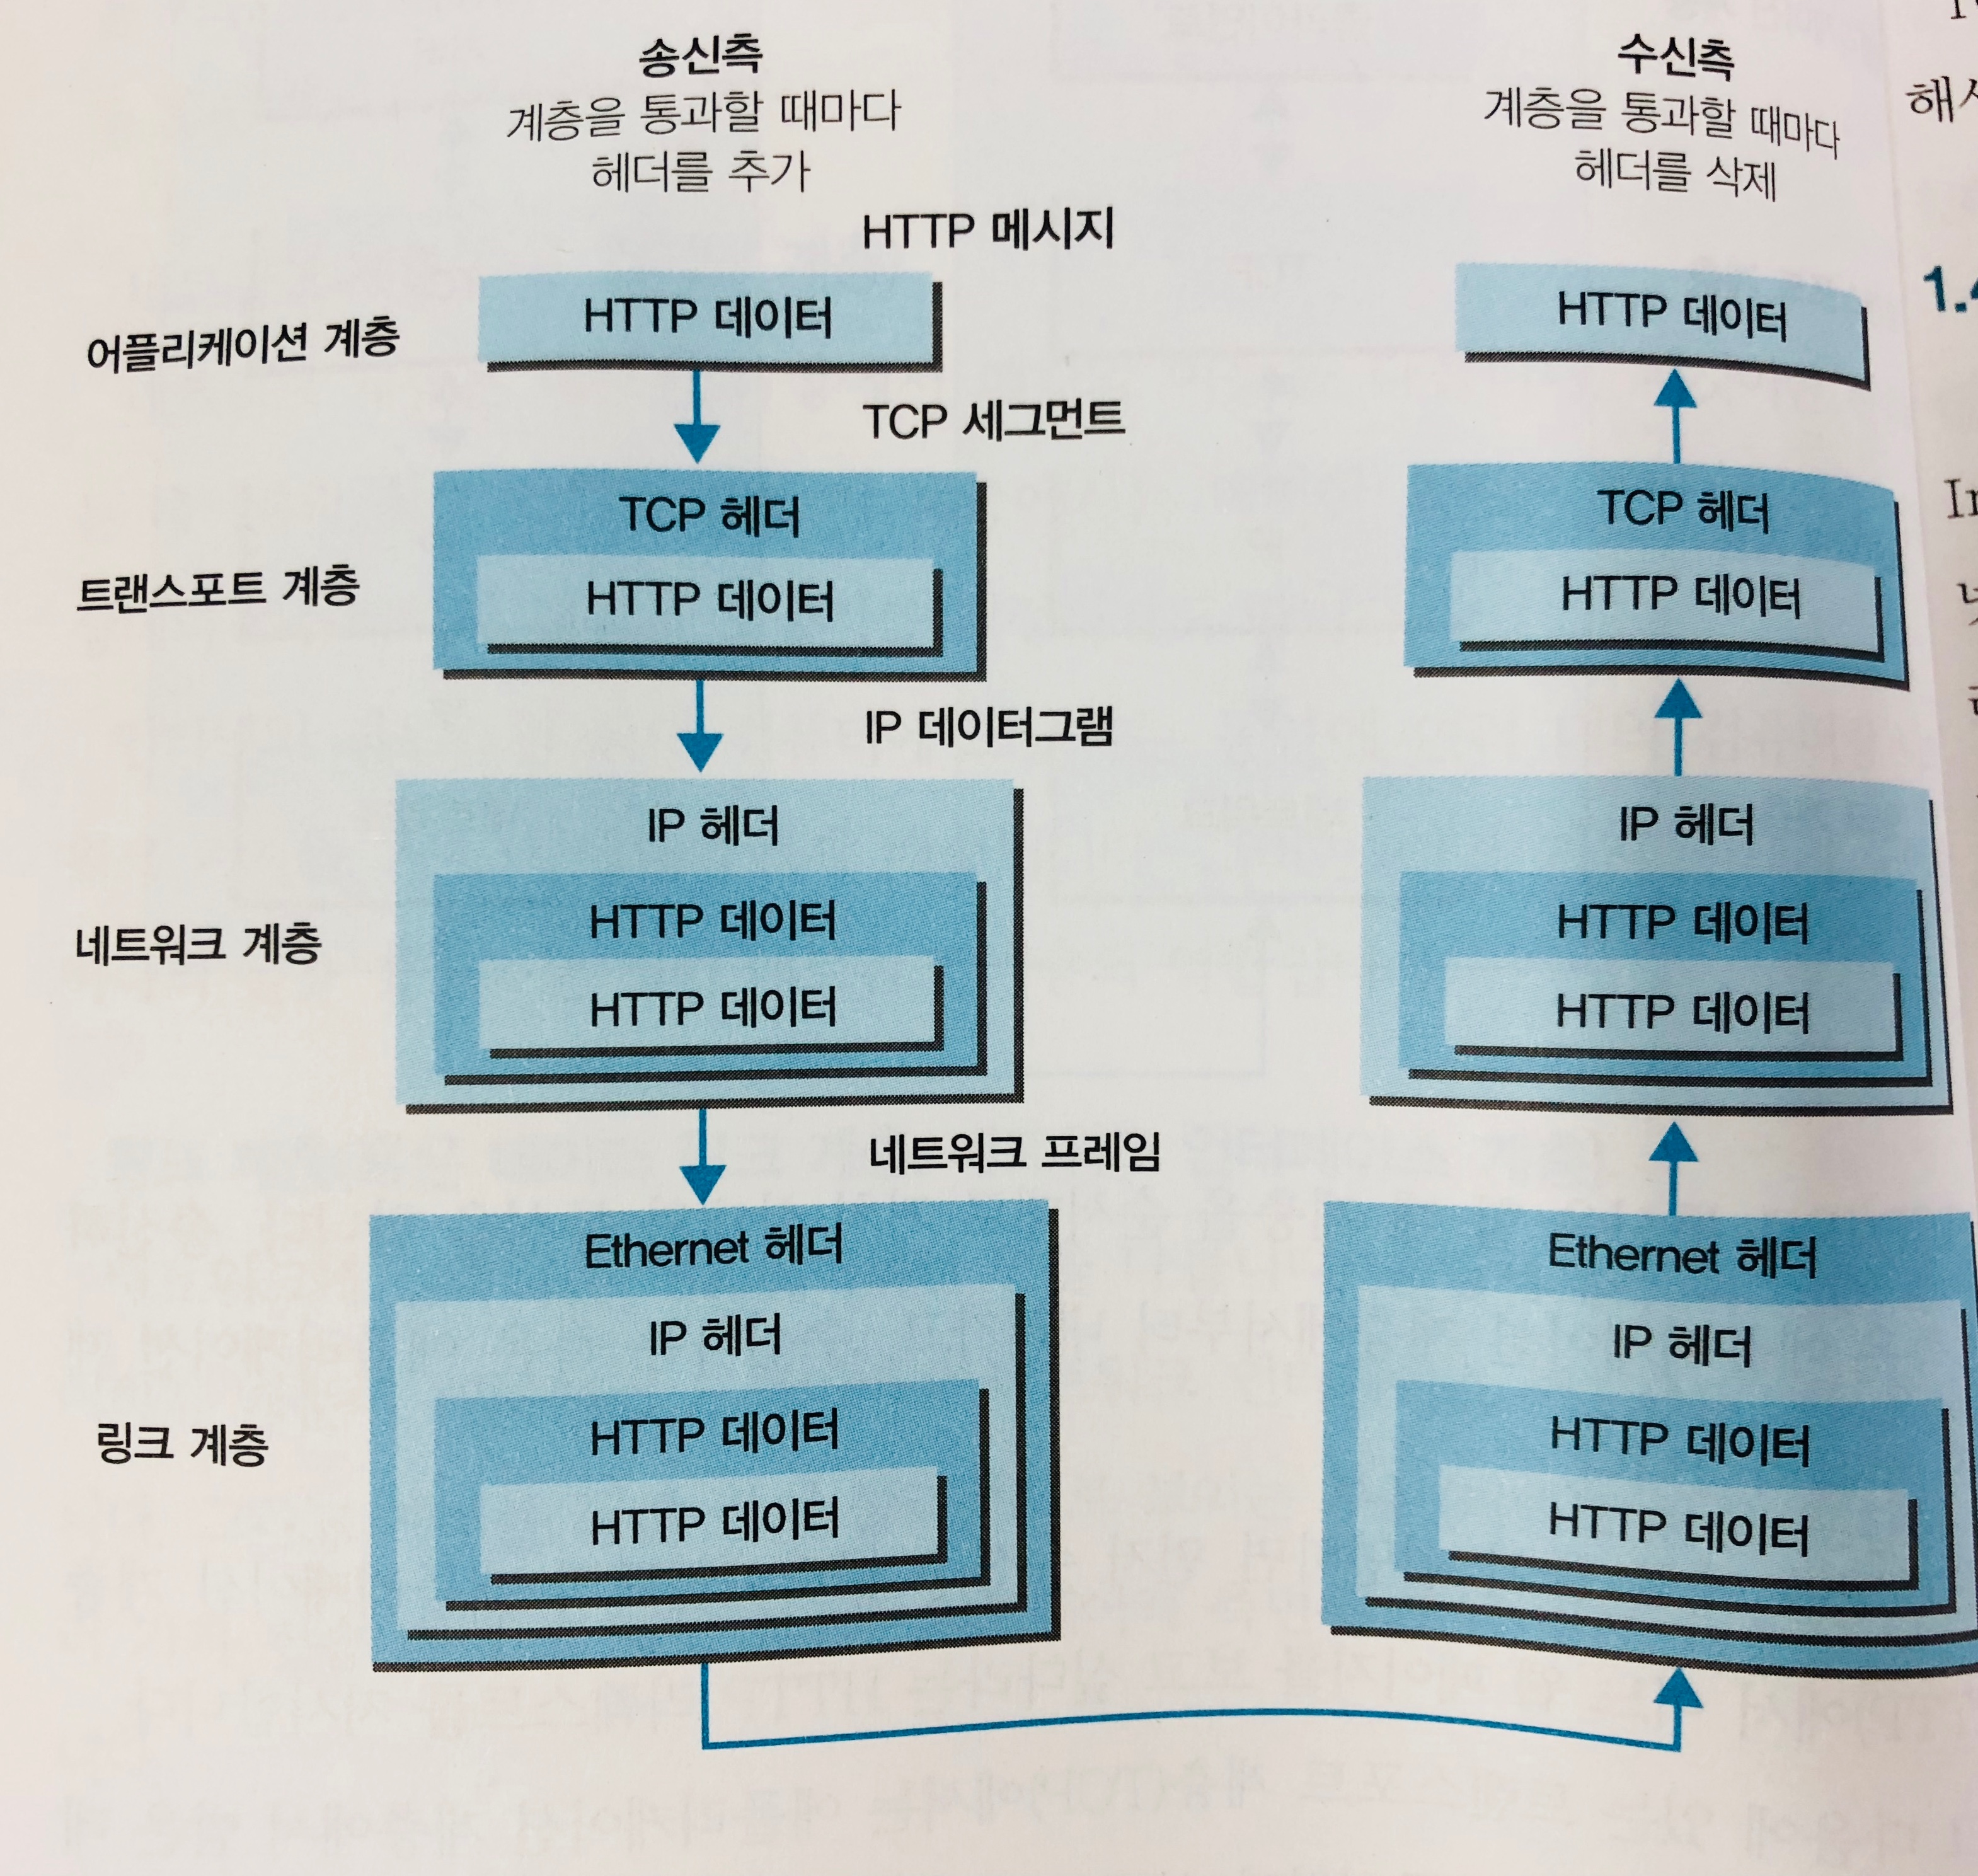 송신측
계층을 통과할 때마다
헤더를 추가
수신측
계층을 통과할 때마다
헤더를 삭제
HTTP 메시지
어플리케이션 계층
HTTP 데이터
HTTP 데이터
TCP 세그먼트
트랜스포트 계층
TCP 헤더
HTTP 데이터
TCP 헤더
HTTP 데이터
IP 데이터그램
네트워크 계층
IP 헤더
HTTP 데이터
HTTP 데이터
IP 헤더
HTTP 데이터
HTTP 데이터
네트워크 프레임
링크 계층
Ethernet 헤더
IP 헤더
HTTP 데이터
HTTP 데이터
Ethernet 헤더
IP 헤더
HTTP 데이터
HTTP 데이터